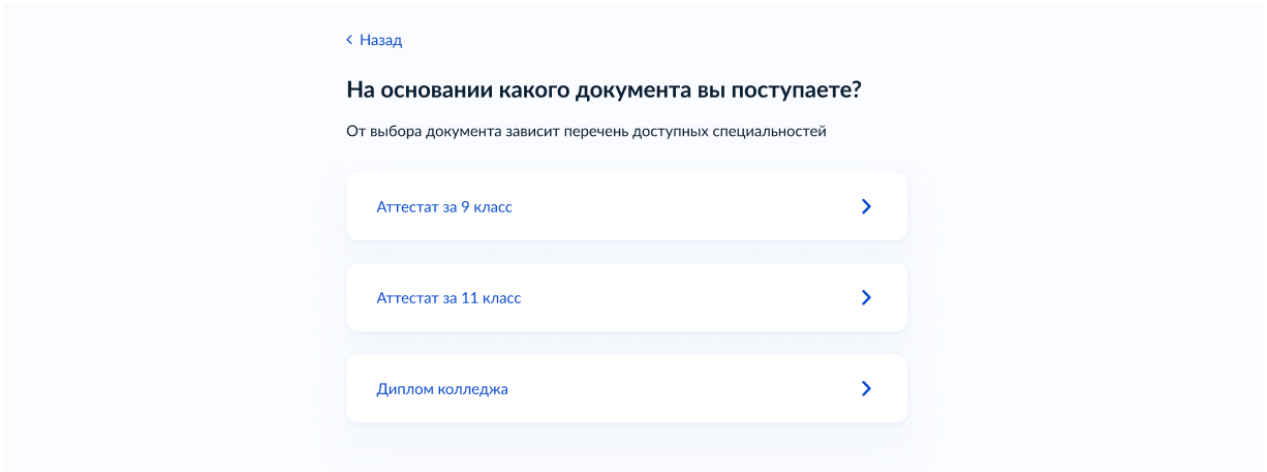 Назад
На основании какого документа вы поступаете?
От выбора документа зависит перечень доступных специальностей
Аттестат за 9 класс
Аттестат за 11 класс
Диплом колледжа